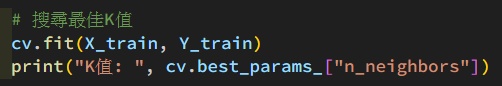 # 搜尋最佳K值
cv.fit(X_train, Y_train)
print("K值: ", cv.best_params_["n_neighbors"])